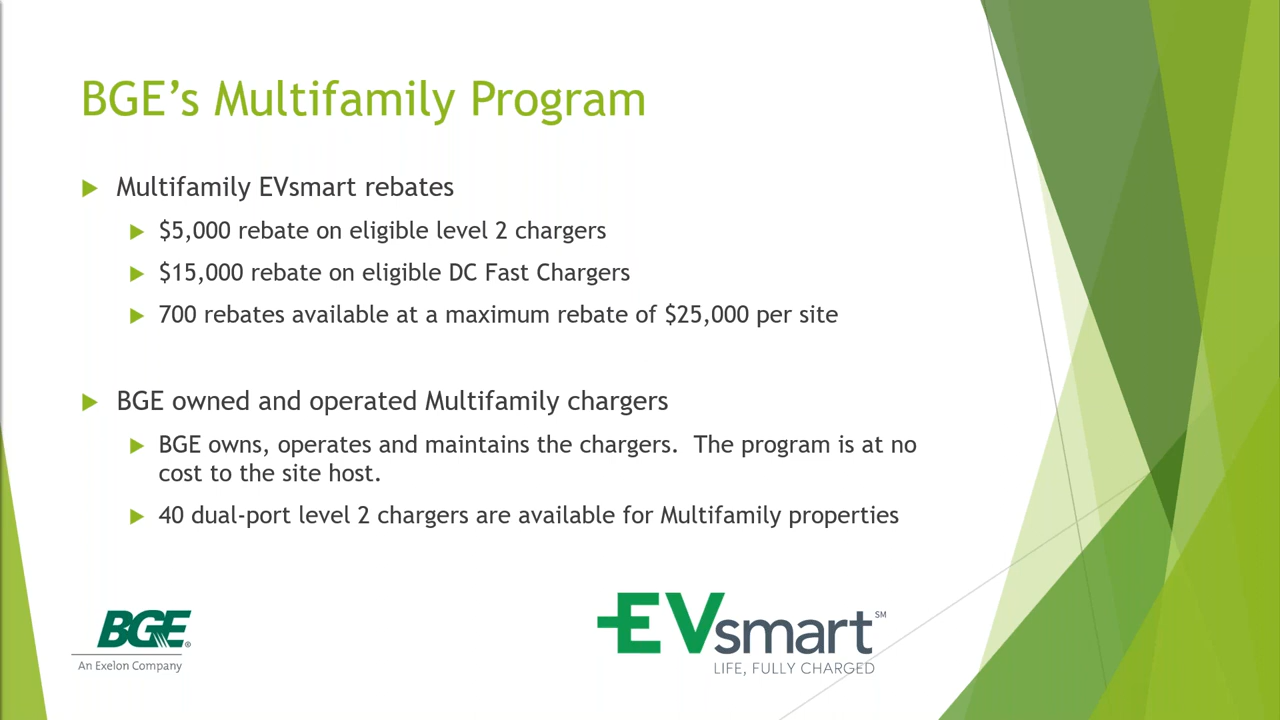 BGE's Multifamily Program
Multifamily EVsmart rebates
$5,000 rebate on eligible level 2 chargers
$15,000 rebate on eligible DC Fast Chargers
700 rebates available at a maximum rebate of $25,000 per site
BGE owned and operated Multifamily chargers
BGE owns, operates and maintains the chargers.  The program is at no
cost to the site host.
40 dual-port level 2 chargers are available for Multifamily properties
BGE®
An Exelon Company
EVsmart℠
LIFE, FULLY CHARGED